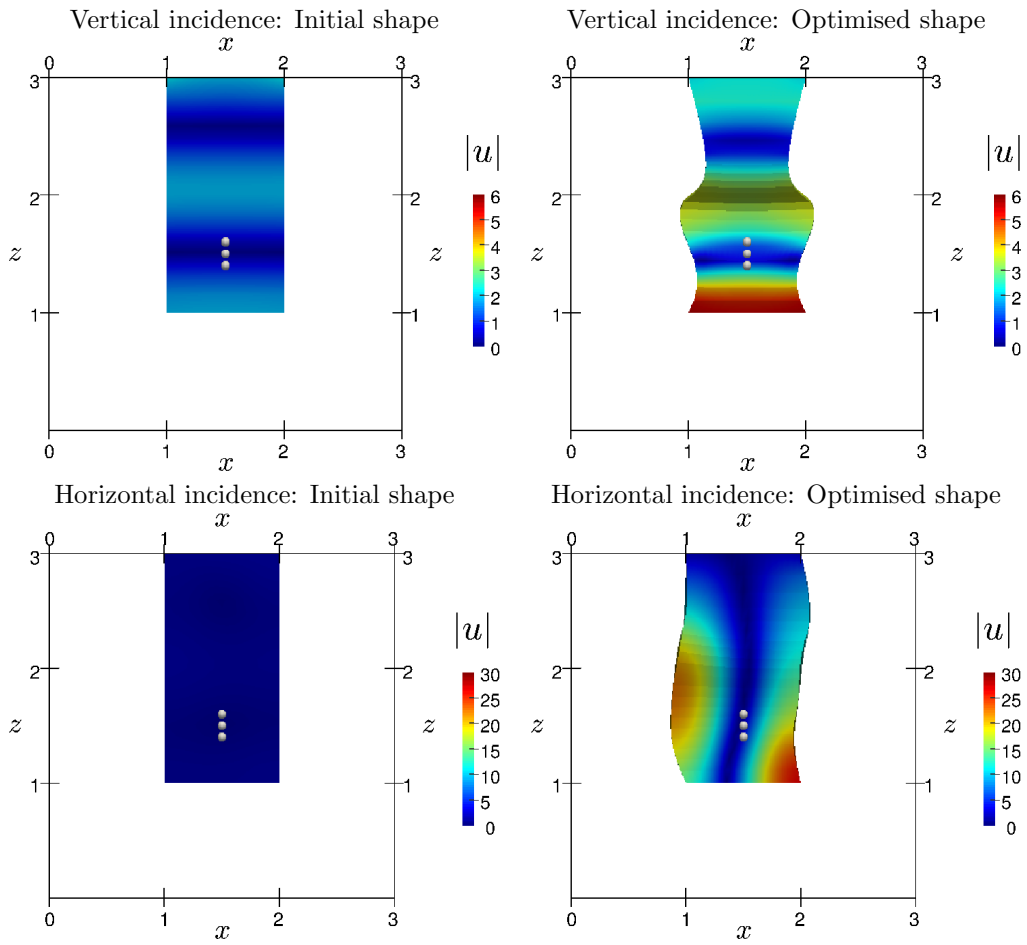 Vertical incidence: Initial shape
x
0 1 2 3
3 3
2 2
z z
1 1
0 1 2 3
x
|u|
6
5
4
3
2
1
0
Vertical incidence: Optimised shape
x
0 1 2 3
3 3
2 2
z z
1 1
0 1 2 3
x
|u|
6
5
4
3
2
1
0
Horizontal incidence: Initial shape
x
0 1 2 3
3 3
2 2
z z
1 1
0 1 2 3
x
|u|
30
25
20
15
10
5
0
Horizontal incidence: Optimised shape
x
0 1 2 3
3 3
2 2
z z
1 1
0 1 2 3
x
|u|
30
25
20
15
10
5
0